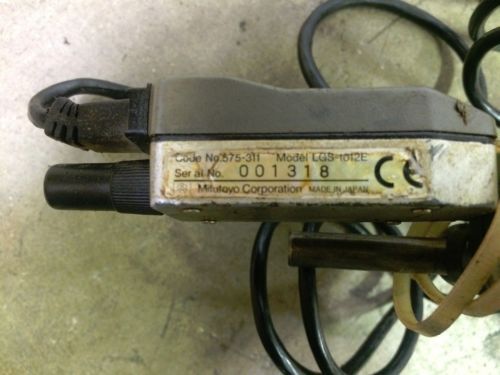 Code No.575-311 Model LGS-1012E
Serial No. 001318
Mitutoyo Corporation MADE IN JAPAN
CE